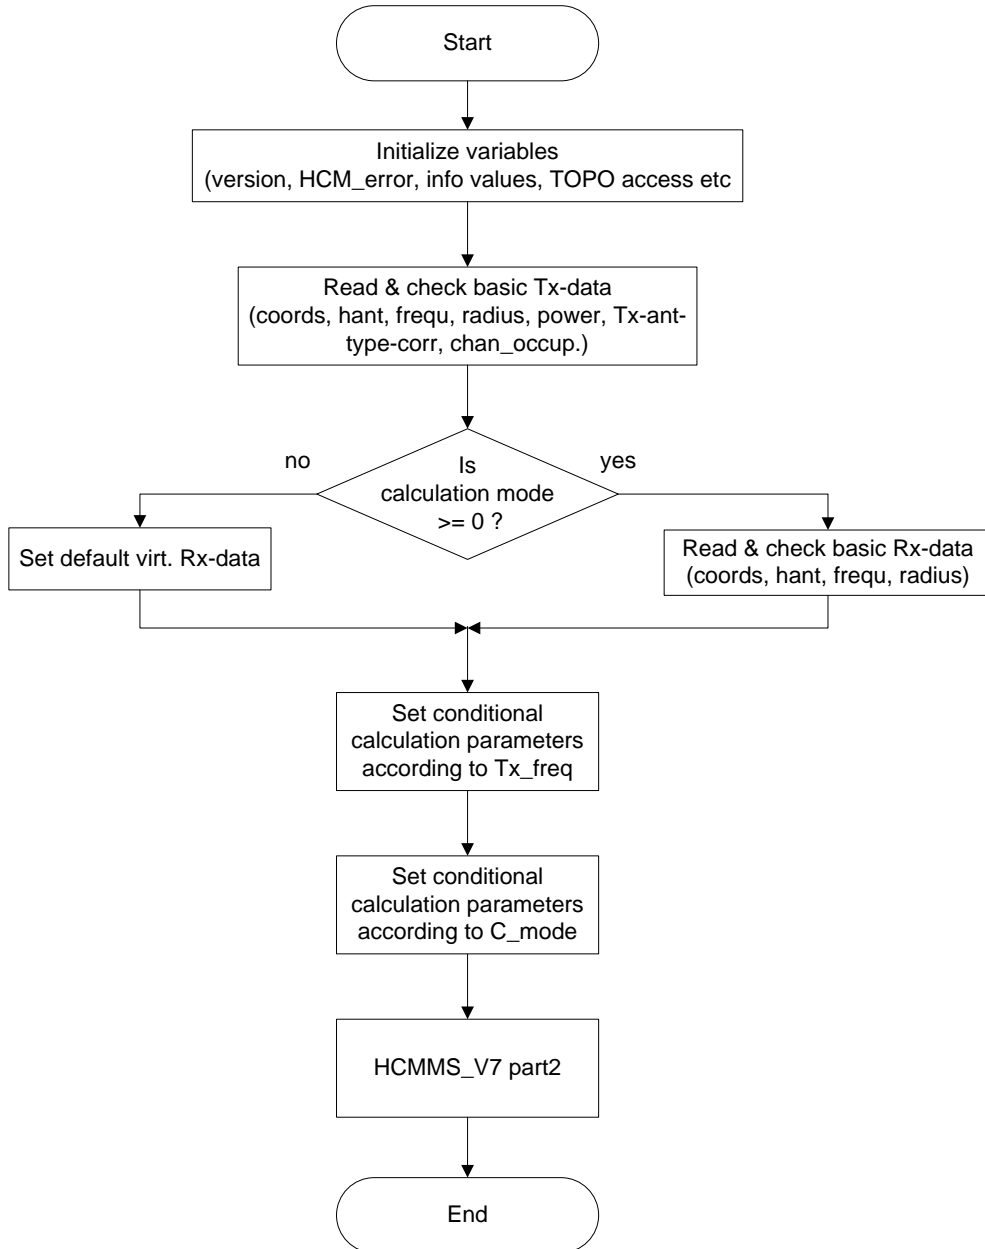 Start
Initialize variables
(version, HCM_error, info values, TOPO access etc
Read & check basic Tx-data
(coords, hant, frequ, radius, power, Tx-ant-
type-corr, chan_occup.)
no
Is
calculation mode
>= 0 ?
yes
Set default virt. Rx-data
Read & check basic Rx-data
(coords, hant, frequ, radius)
Set conditional
calculation parameters
according to Tx_freq
Set conditional
calculation parameters
according to C_mode
HCMMS_V7 part2
End